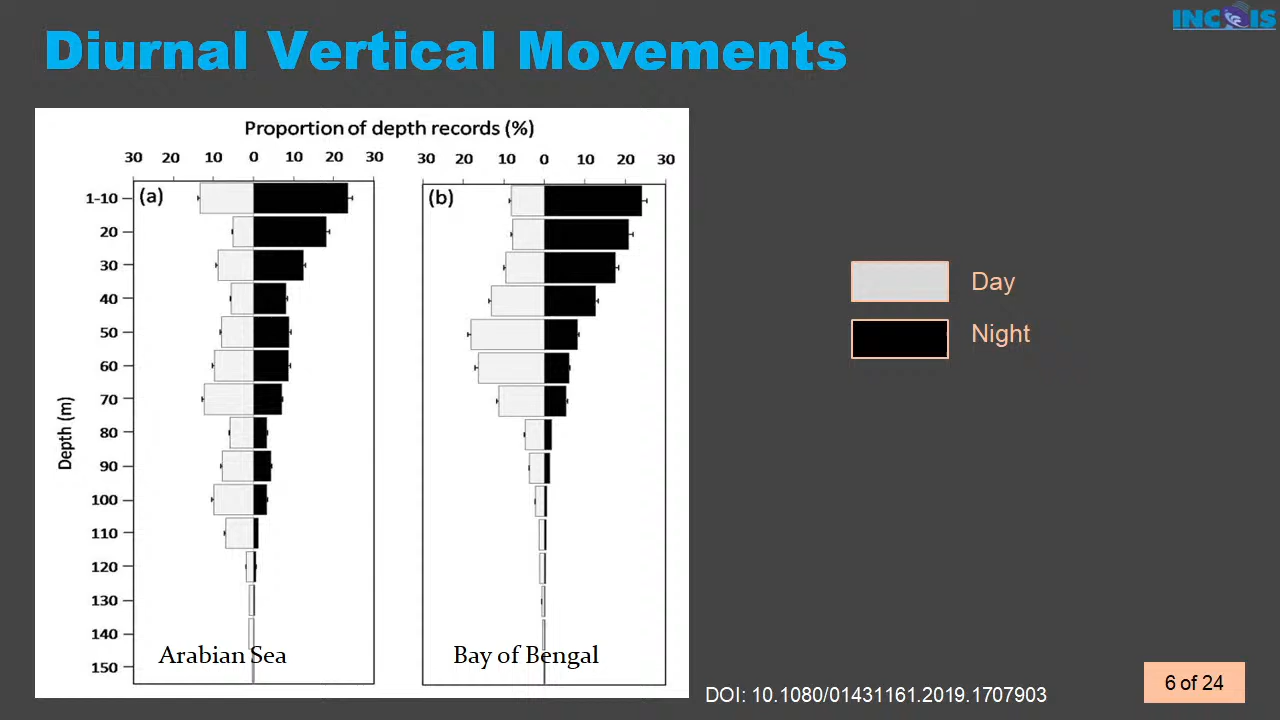 INCOIS
Diurnal Vertical Movements
Proportion of depth records (%)
30 20 10 0 10 20 30
30 20 10 0 10 20 30
(a)
(b)
Depth (m)
1-10
20
30
40
50
60
70
80
90
100
110
120
130
140
150
Arabian Sea
Bay of Bengal
Day
Night
DOI: 10.1080/01431161.2019.1707903
6 of 24